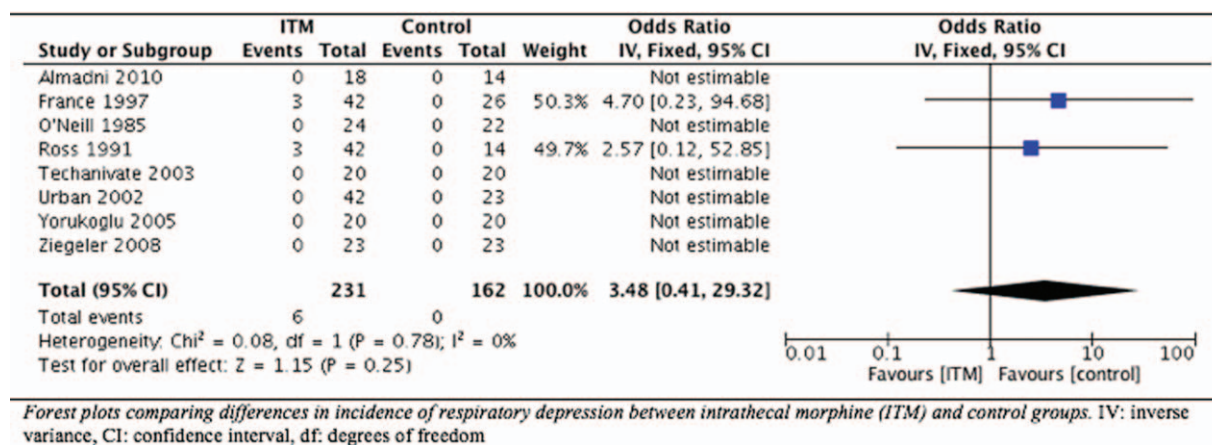 ITM Control Odds Ratio Odds Ratio
Study or Subgroup Events Total Events Total Weight IV, Fixed, 95% CI IV, Fixed, 95% CI
Almadni 2010 0 18 0 14 Not estimable
France 1997 3 42 0 26 50.3% 4.70 [0.23, 94.68]
O'Neill 1985 0 24 0 22 Not estimable
Ross 1991 3 42 0 14 49.7% 2.57 [0.12, 52.85]
Techanivate 2003 0 20 0 20 Not estimable
Urban 2002 0 42 0 23 Not estimable
Yorukoglu 2005 0 20 0 20 Not estimable
Ziegeler 2008 0 23 0 23 Not estimable
Total (95% CI) 231 162 100.0% 3.48 [0.41, 29.32]
Total events 6 0
Heterogeneity: Chi² = 0.08, df = 1 (P = 0.78); I² = 0%
Test for overall effect: Z = 1.15 (P = 0.25)
0.01 0.1 1 10 100
Favours [ITM] Favours [control]
Forest plots comparing differences in incidence of respiratory depression between intrathecal morphine (ITM) and control groups. IV: inverse
variance, CI: confidence interval, df: degrees of freedom